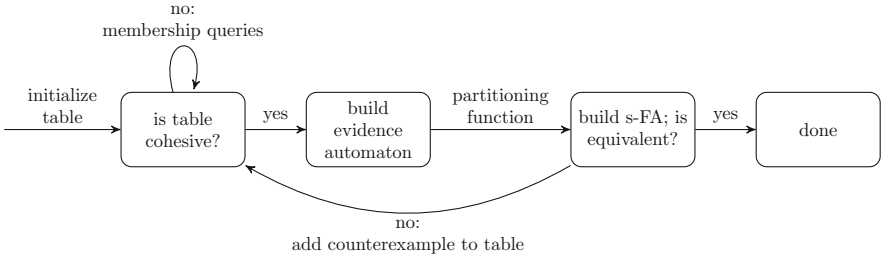 no:
membership queries
initialize
table
is table
cohesive?
yes
build
evidence
automaton
partitioning
function
build s-FA; is
equivalent?
yes
done
no:
add counterexample to table